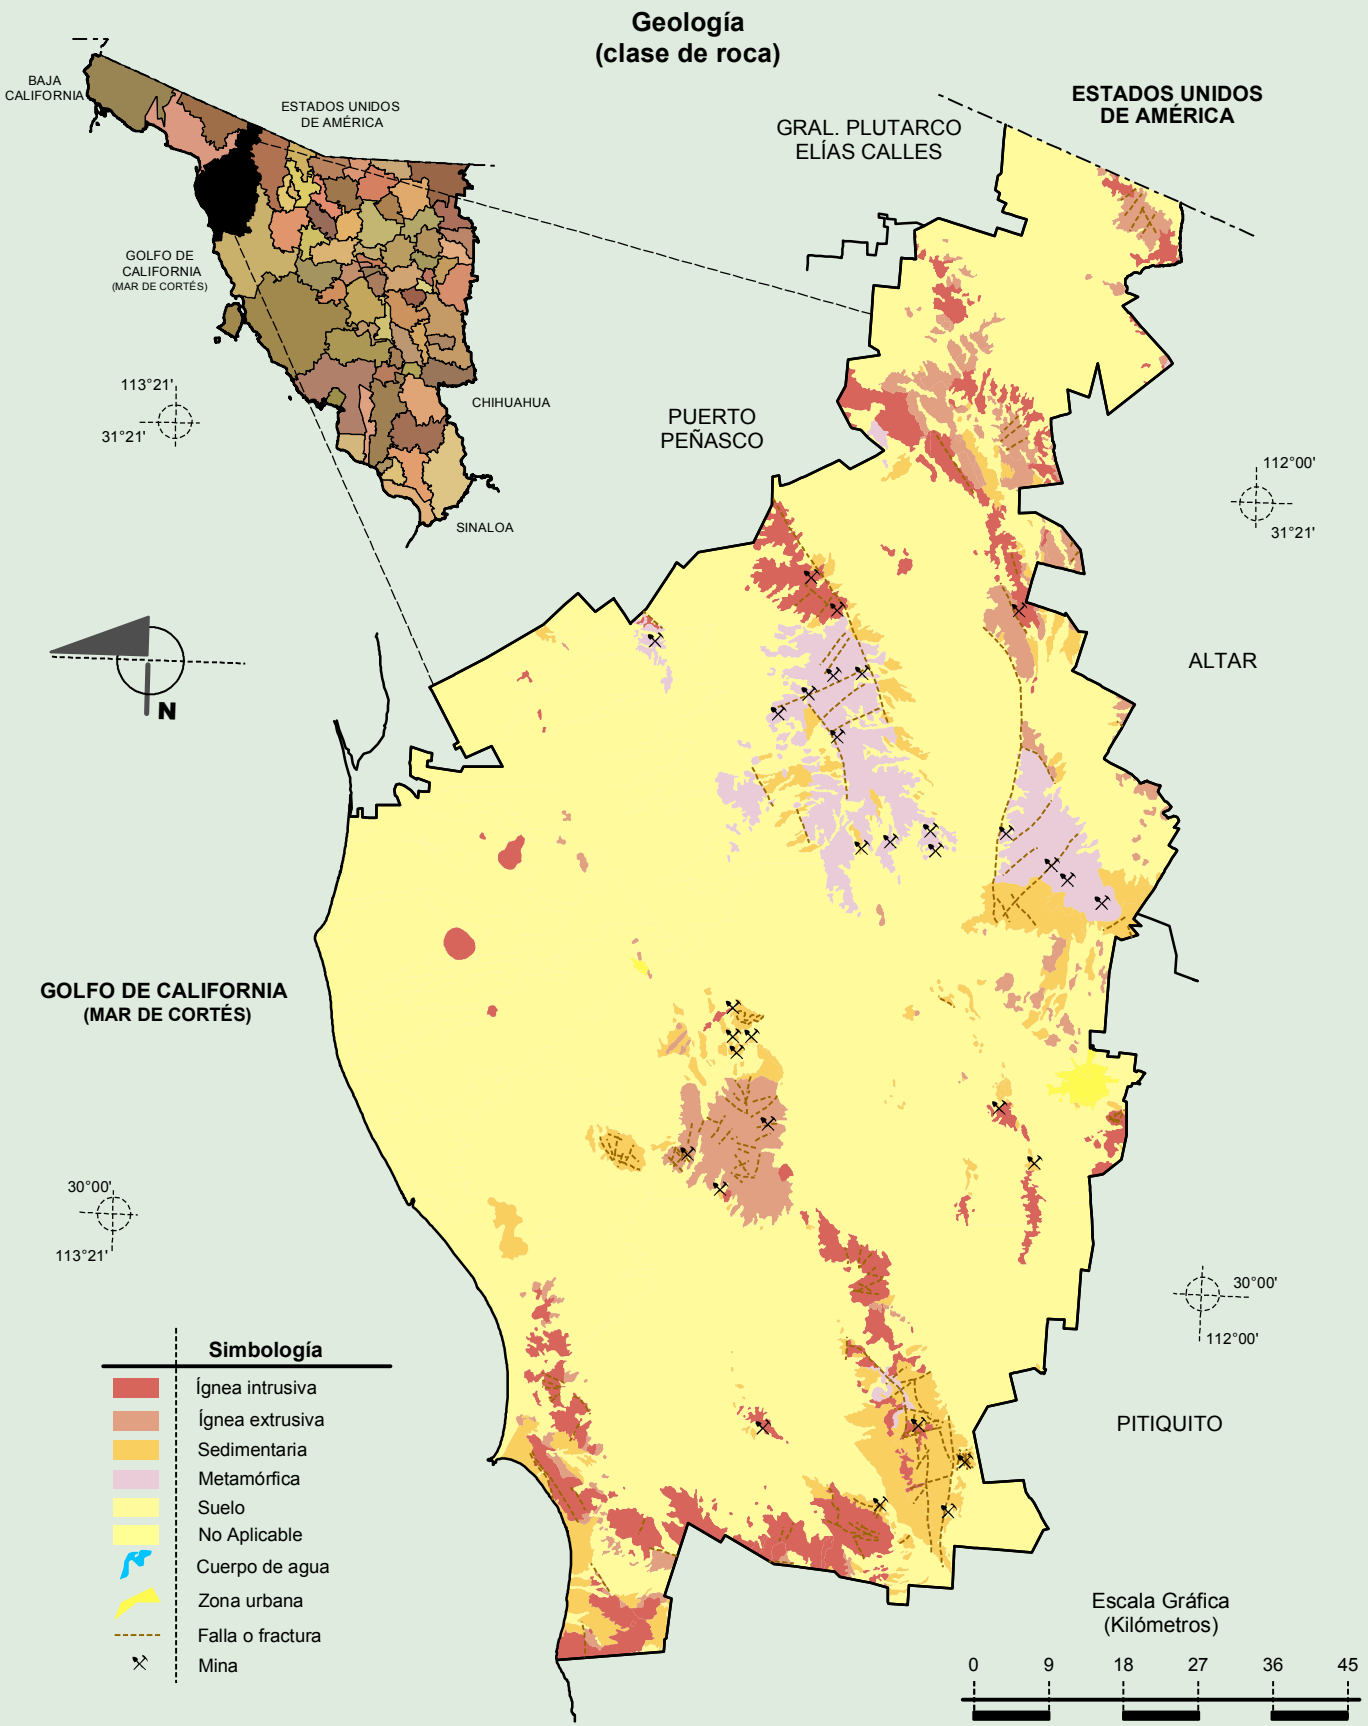 Geología
(clase de roca)
BAJA
CALIFORNIA
ESTADOS UNIDOS
DE AMÉRICA
GOLFO DE
CALIFORNIA
(MAR DE CORTÉS)
CHIHUAHUA
SINALOA
113°21'
31°21'
ESTADOS UNIDOS
DE AMÉRICA
GRAL. PLUTARCO
ELÍAS CALLES
PUERTO
PEÑASCO
112°00'
31°21'
ALTAR
N
GOLFO DE CALIFORNIA
(MAR DE CORTÉS)
30°00'
113°21'
30°00'
112°00'
PITIQUITO
Simbología
Ígnea intrusiva
Ígnea extrusiva
Sedimentaria
Metamórfica
Suelo
No Aplicable
Cuerpo de agua
Zona urbana
Falla o fractura
Mina
Escala Gráfica
(Kilómetros)
0 9 18 27 36 45